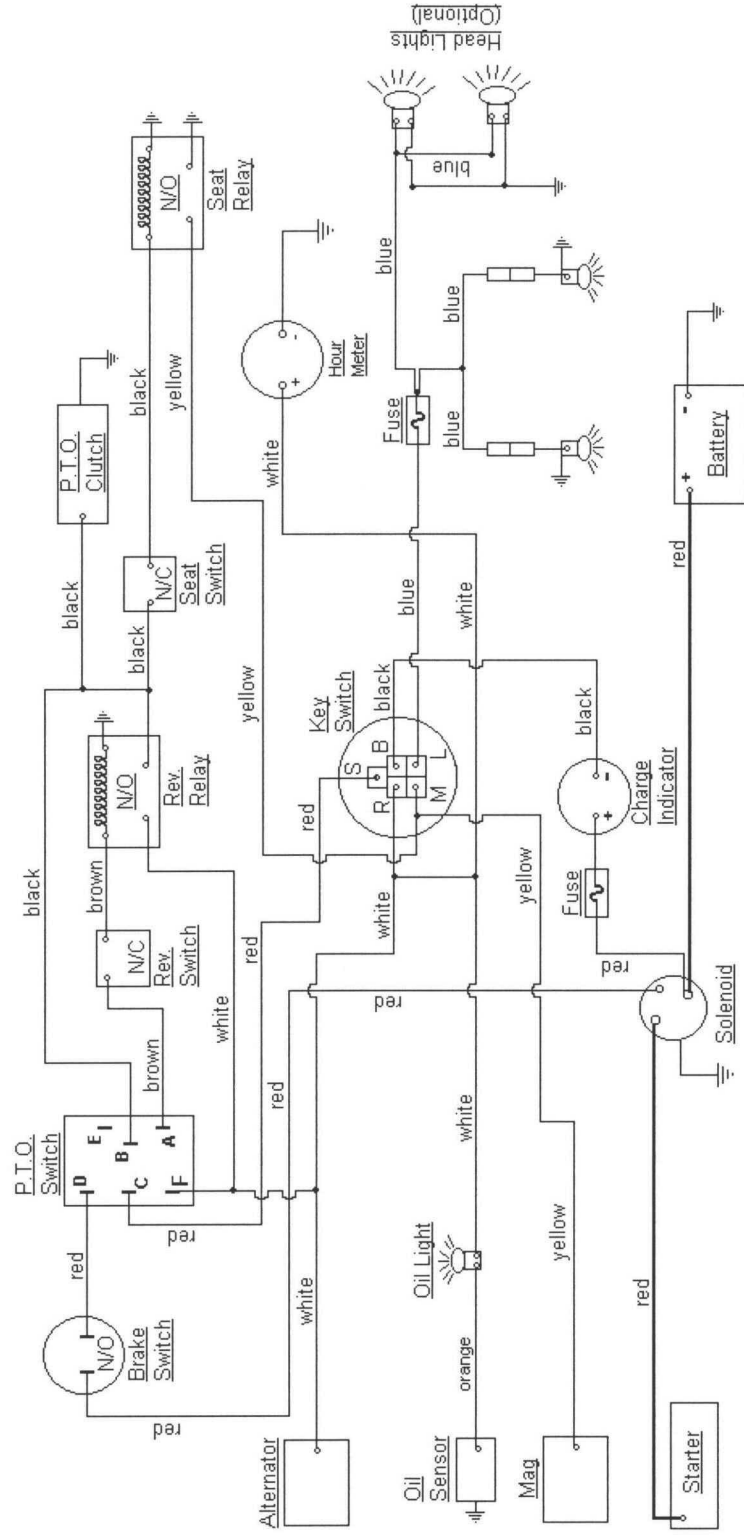 P.T.O.
Switch
D
E
B
C
A
F
red
Brake
Switch
N/O
red
red
brown
Rev.
Switch
N/C
brown
Rev.
Relay
N/O
black
black
P.T.O.
Clutch
black
Seat
Switch
N/C
black
Seat
Relay
N/O
yellow
yellow
white
red
red
red
Key
Switch
S
R
B
M
L
black
white
white
Hour
Meter
+
-
white
blue
Fuse
blue
blue
Head Lights
(Optional)
blue
blue
Alternator
white
Oil
Sensor
orange
Oil Light
white
Mag
yellow
yellow
Starter
red
Solenoid
red
red
Fuse
Charge
Indicator
+
-
black
red
Battery
+
-